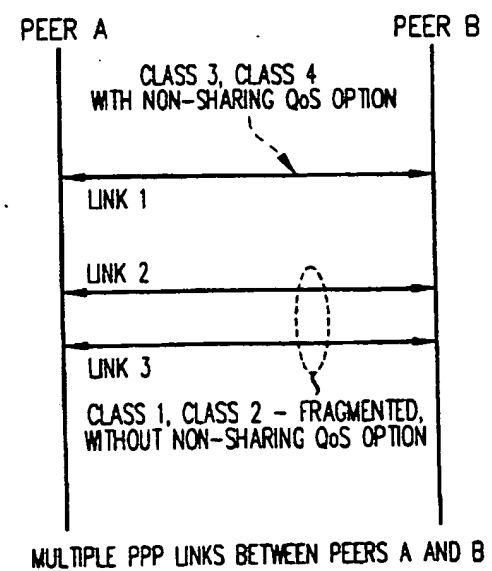 PEER A
PEER B
CLASS 3, CLASS 4
WITH NON-SHARING QoS OPTION
LINK 1
LINK 2
LINK 3
CLASS 1, CLASS 2 - FRAGMENTED,
WITHOUT NON-SHARING QoS OPTION
MULTIPLE PPP LINKS BETWEEN PEERS A AND B